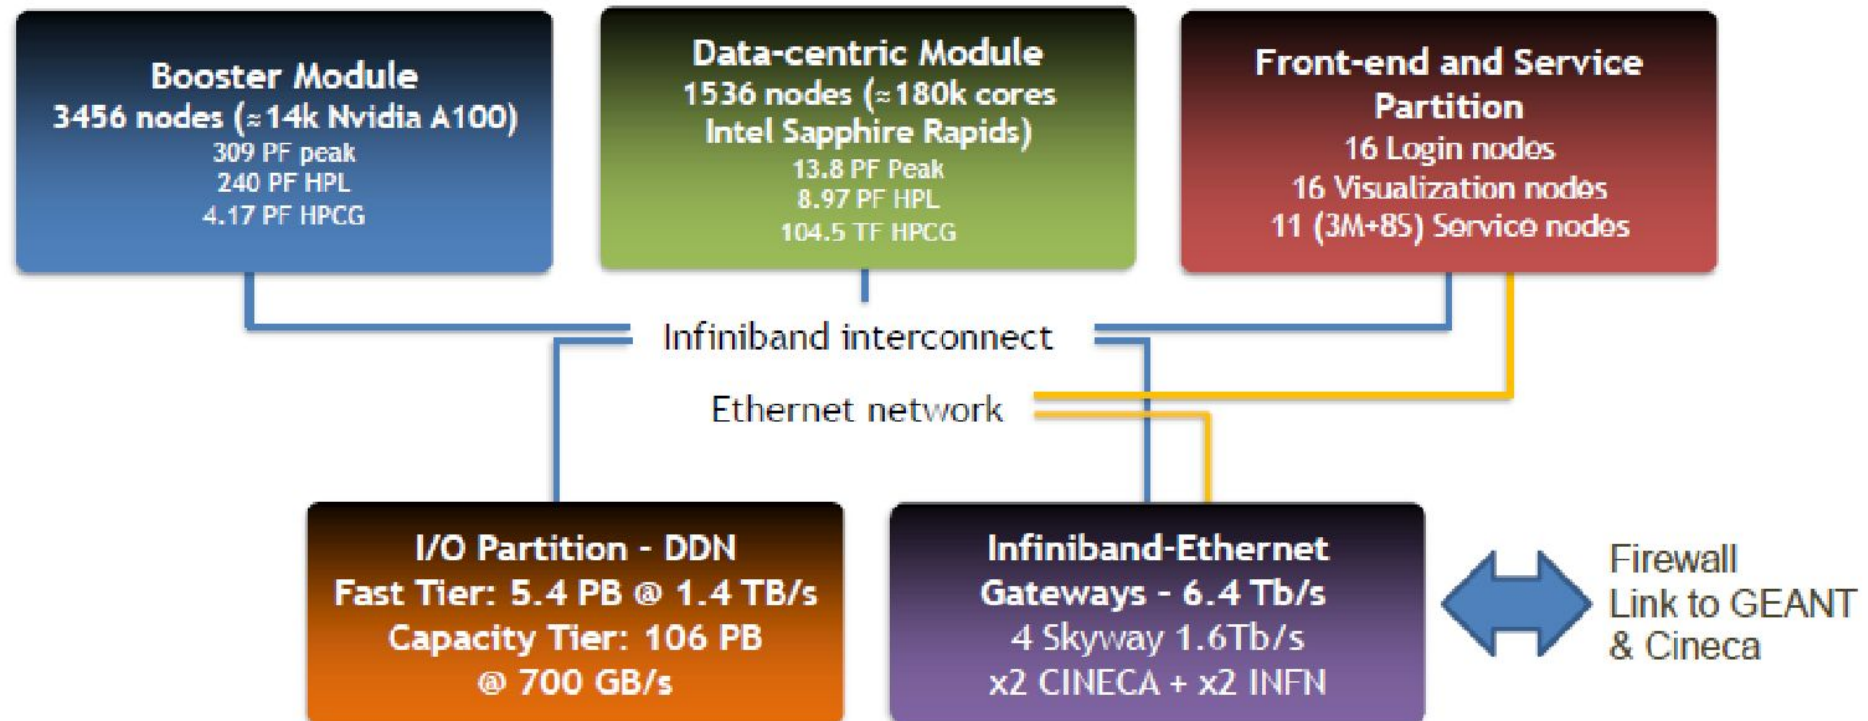 Booster Module
3456 nodes (≈14k Nvidia A100)
309 PF peak
240 PF HPL
4.17 PF HPCG
Data-centric Module
1536 nodes (≈180k cores
Intel Sapphire Rapids)
13.8 PF Peak
8.97 PF HPL
104.5 TF HPCG
Front-end and Service
Partition
16 Login nodes
16 Visualization nodes
11 (3M+8S) Service nodes
Infiniband interconnect
Ethernet network
I/O Partition - DDN
Fast Tier: 5.4 PB @ 1.4 TB/s
Capacity Tier: 106 PB
@ 700 GB/s
Infiniband-Ethernet
Gateways - 6.4 Tb/s
4 Skyway 1.6Tb/s
x2 CINECA + x2 INFN
Firewall
Link to GEANT
& Cineca